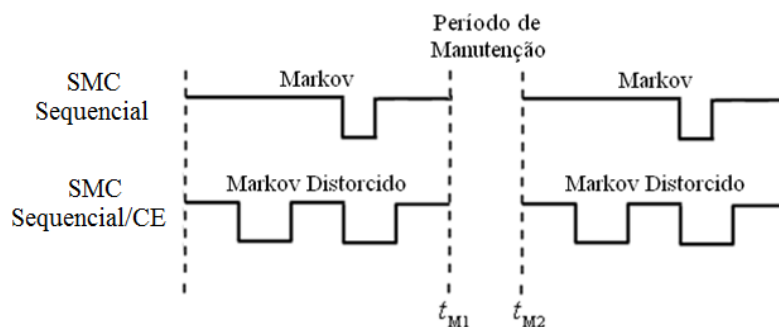 Período de
Manutenção
SMC
Sequencial
Markov
Markov
SMC
Sequencial/CE
Markov Distorcido
Markov Distorcido
tM1
tM2